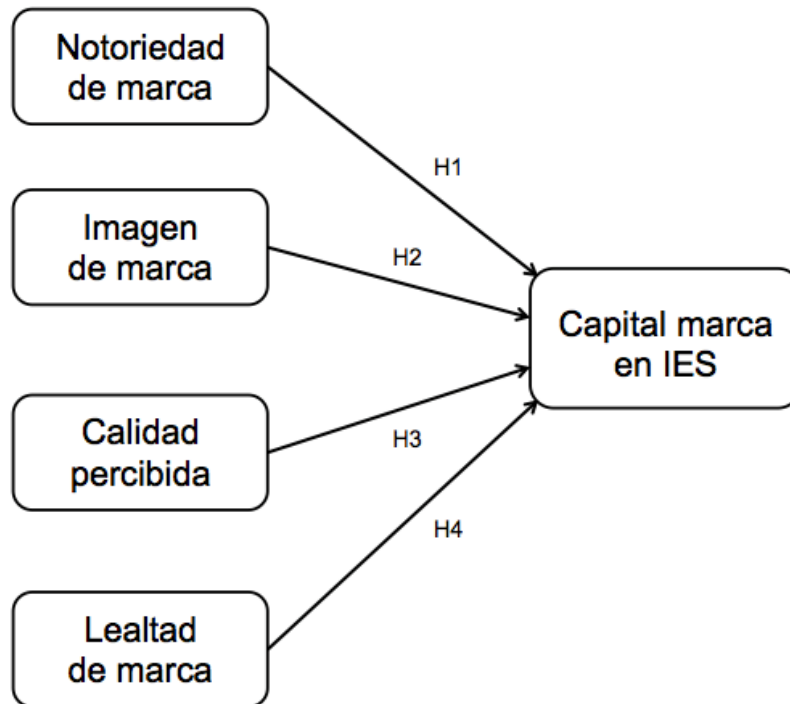 Notoriedad
de marca
H1
Imagen
de marca
H2
Capital marca
en IES
Calidad
percibida
H3
H4
Lealtad
de marca